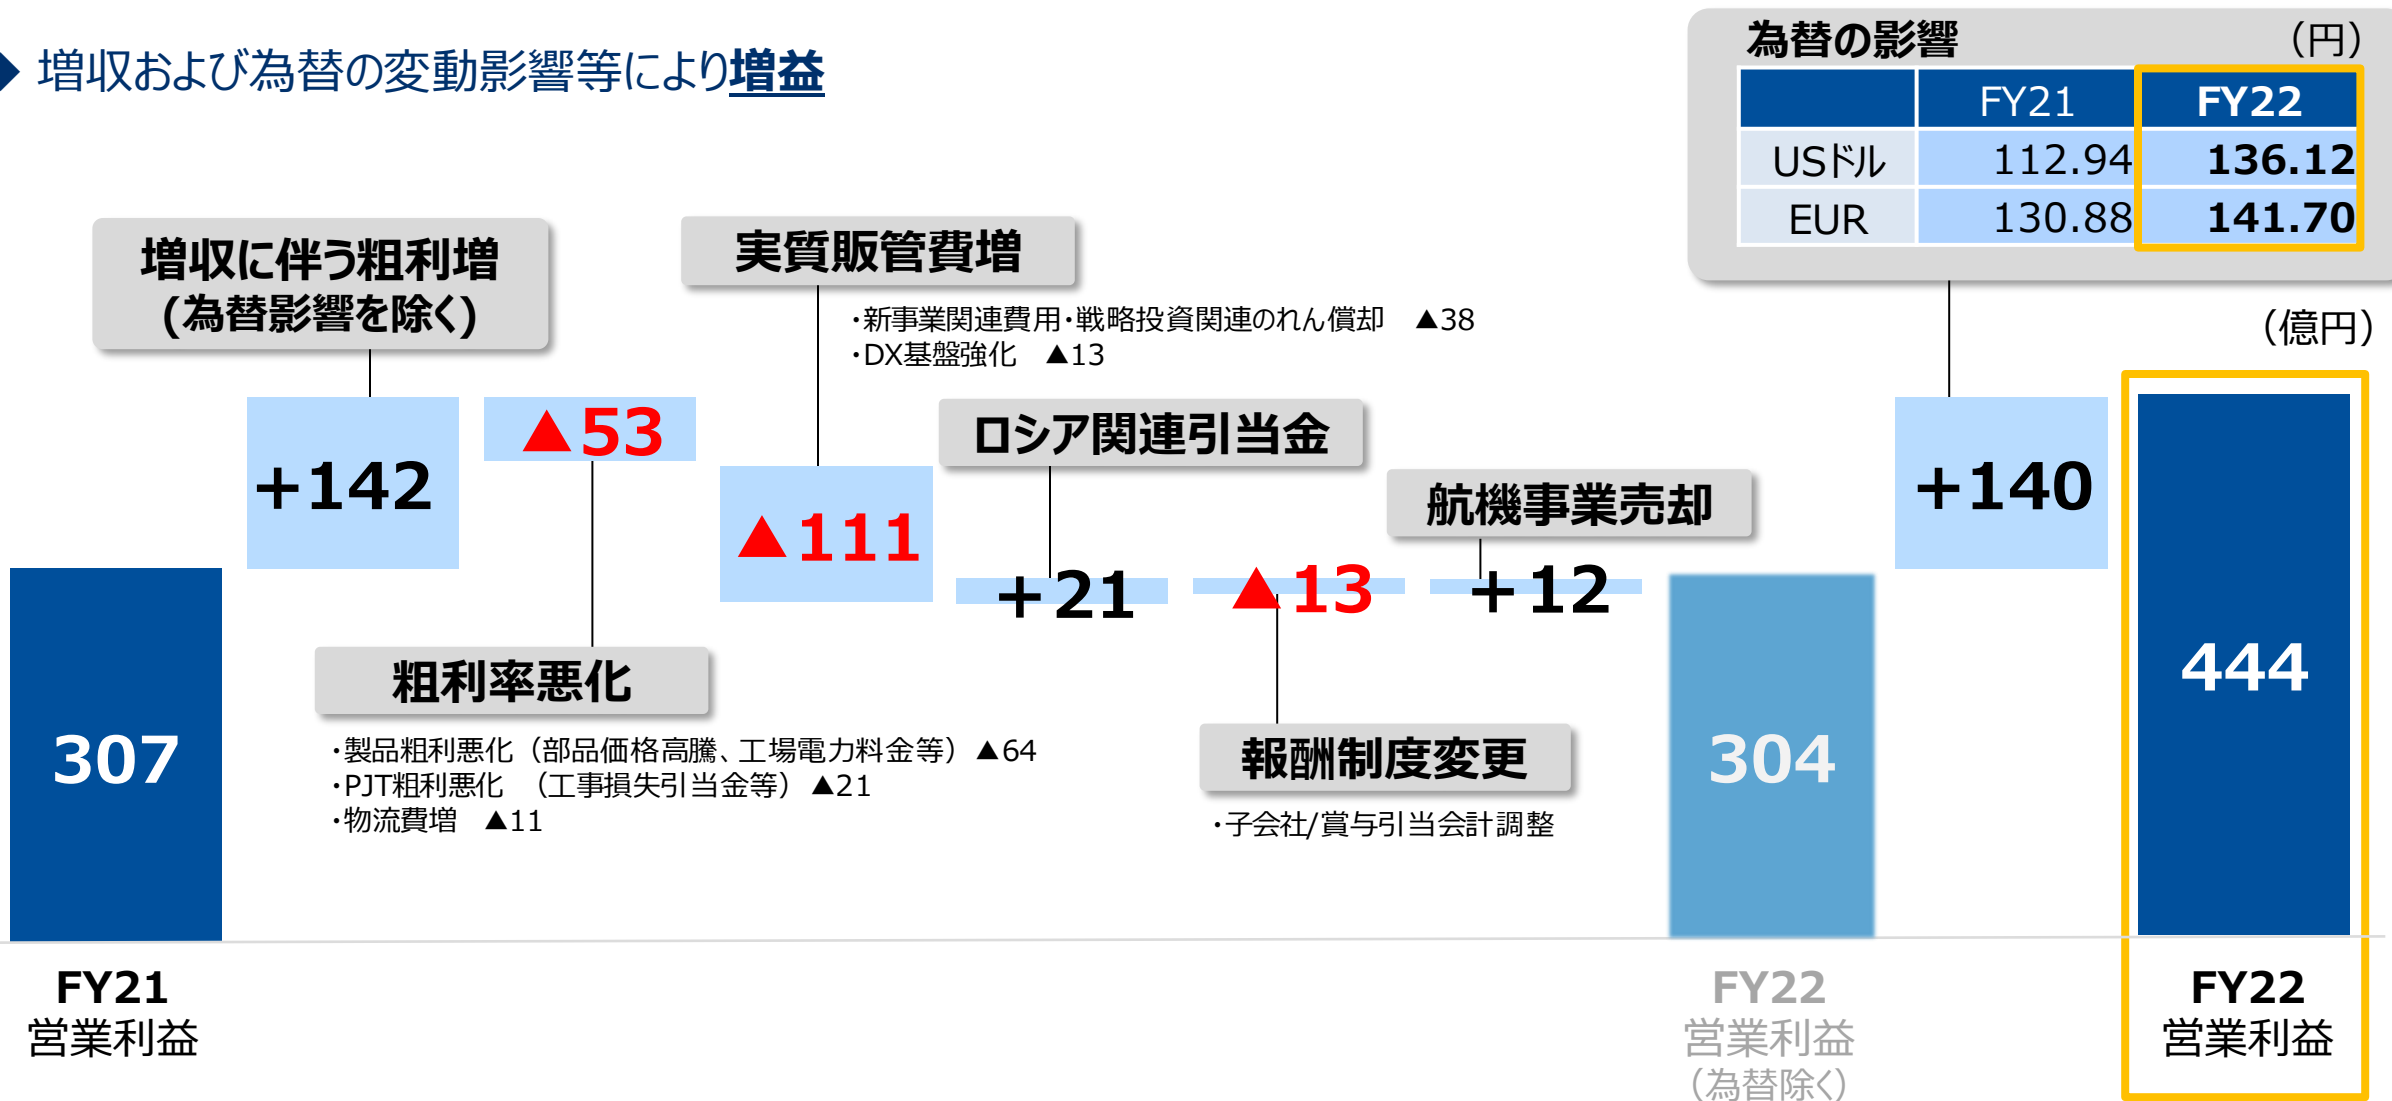 増収および為替の変動影響等により増益
為替の影響 （円）
FY21 FY22
USドル 112.94 136.12
EUR 130.88 141.70
（億円）
増収に伴う粗利増
(為替影響を除く)
+142
▲53
粗利率悪化
・製品粗利悪化（部品価格高騰、工場電力料金等）▲64
・PJT粗利悪化 （工事損失引当金等）▲21
・物流費増 ▲11
実質販管費増
・新事業関連費用・戦略投資関連のれん償却 ▲38
・DX基盤強化 ▲13
▲111
ロシア関連引当金
+21
▲13
報酬制度変更
・子会社/賞与引当会計調整
航機事業売却
+12
+140
307
304
444
FY21
営業利益
FY22
営業利益
（為替除く）
FY22
営業利益